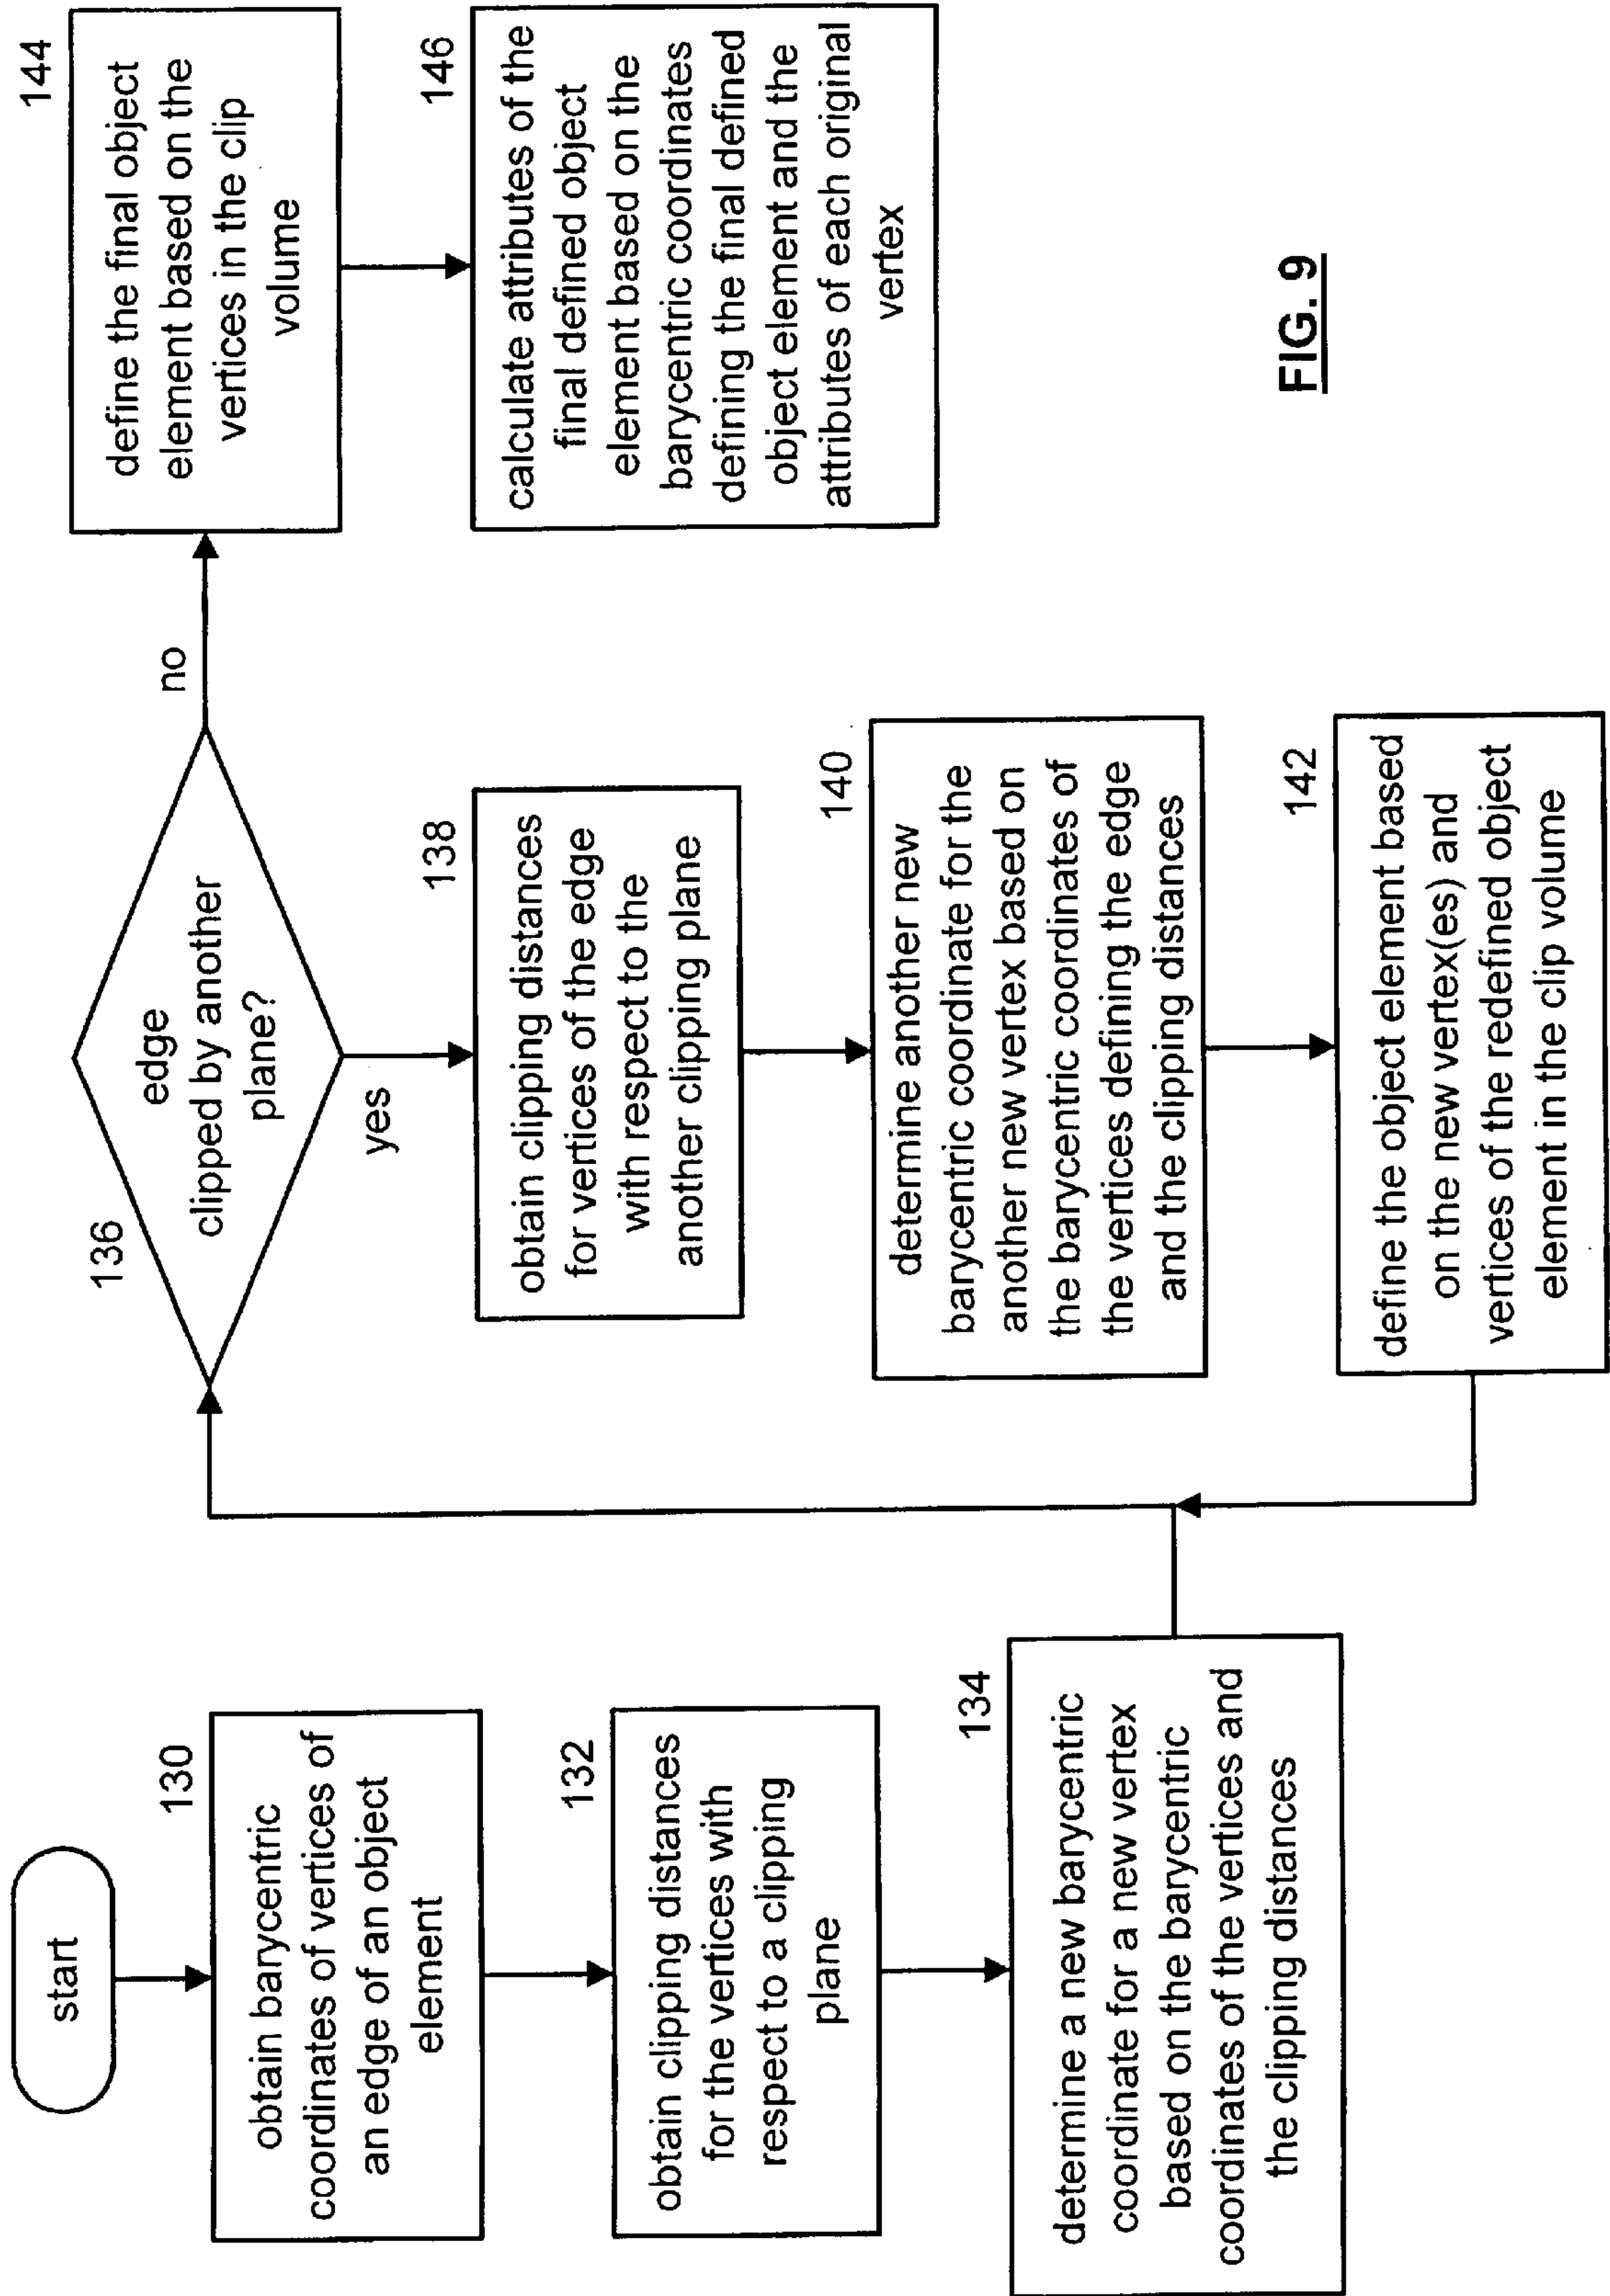 start
130
obtain barycentric
coordinates of vertices of
an edge of an object
element
132
obtain clipping distances
for the vertices with
respect to a clipping
plane
134
determine a new barycentric
coordinate for a new vertex
based on the barycentric
coordinates of the vertices and
the clipping distances
136
edge
clipped by another
plane?
yes
no
138
obtain clipping distances
for vertices of the edge
with respect to the
another clipping plane
140
determine another new
barycentric coordinate for the
another new vertex based on
the barycentric coordinates of
the vertices defining the edge
and the clipping distances
142
define the object element based
on the new vertex(es) and
vertices of the redefined object
element in the clip volume
144
define the final object
element based on the
vertices in the clip
volume
146
calculate attributes of the
final defined object
element based on the
barycentric coordinates
defining the final defined
object element and the
attributes of each original
vertex
FIG. 9